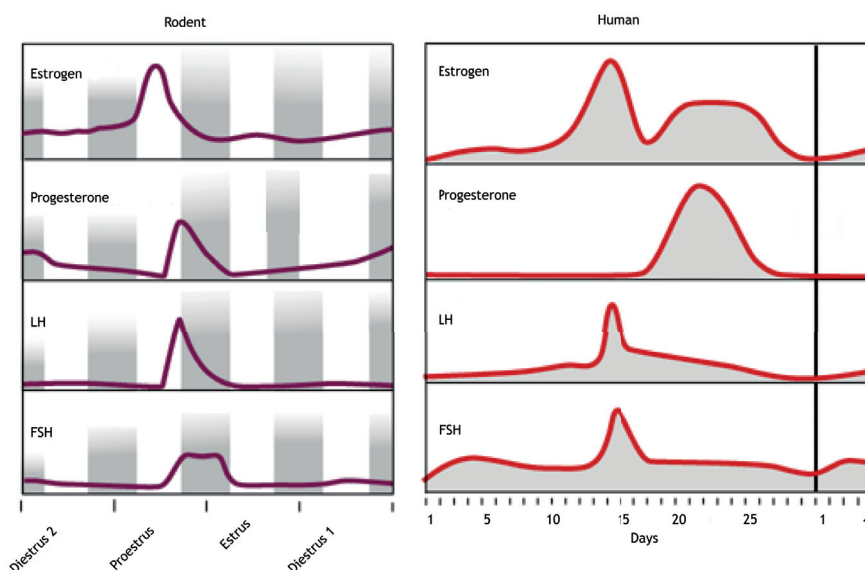 Rodent
Human
Estrogen
Progesterone
LH
FSH
Diestrus 2
Proestrus
Estrus
Diestrus 1
Estrogen
Progesterone
LH
FSH
1 5 10 15 20 25 1 4
Days